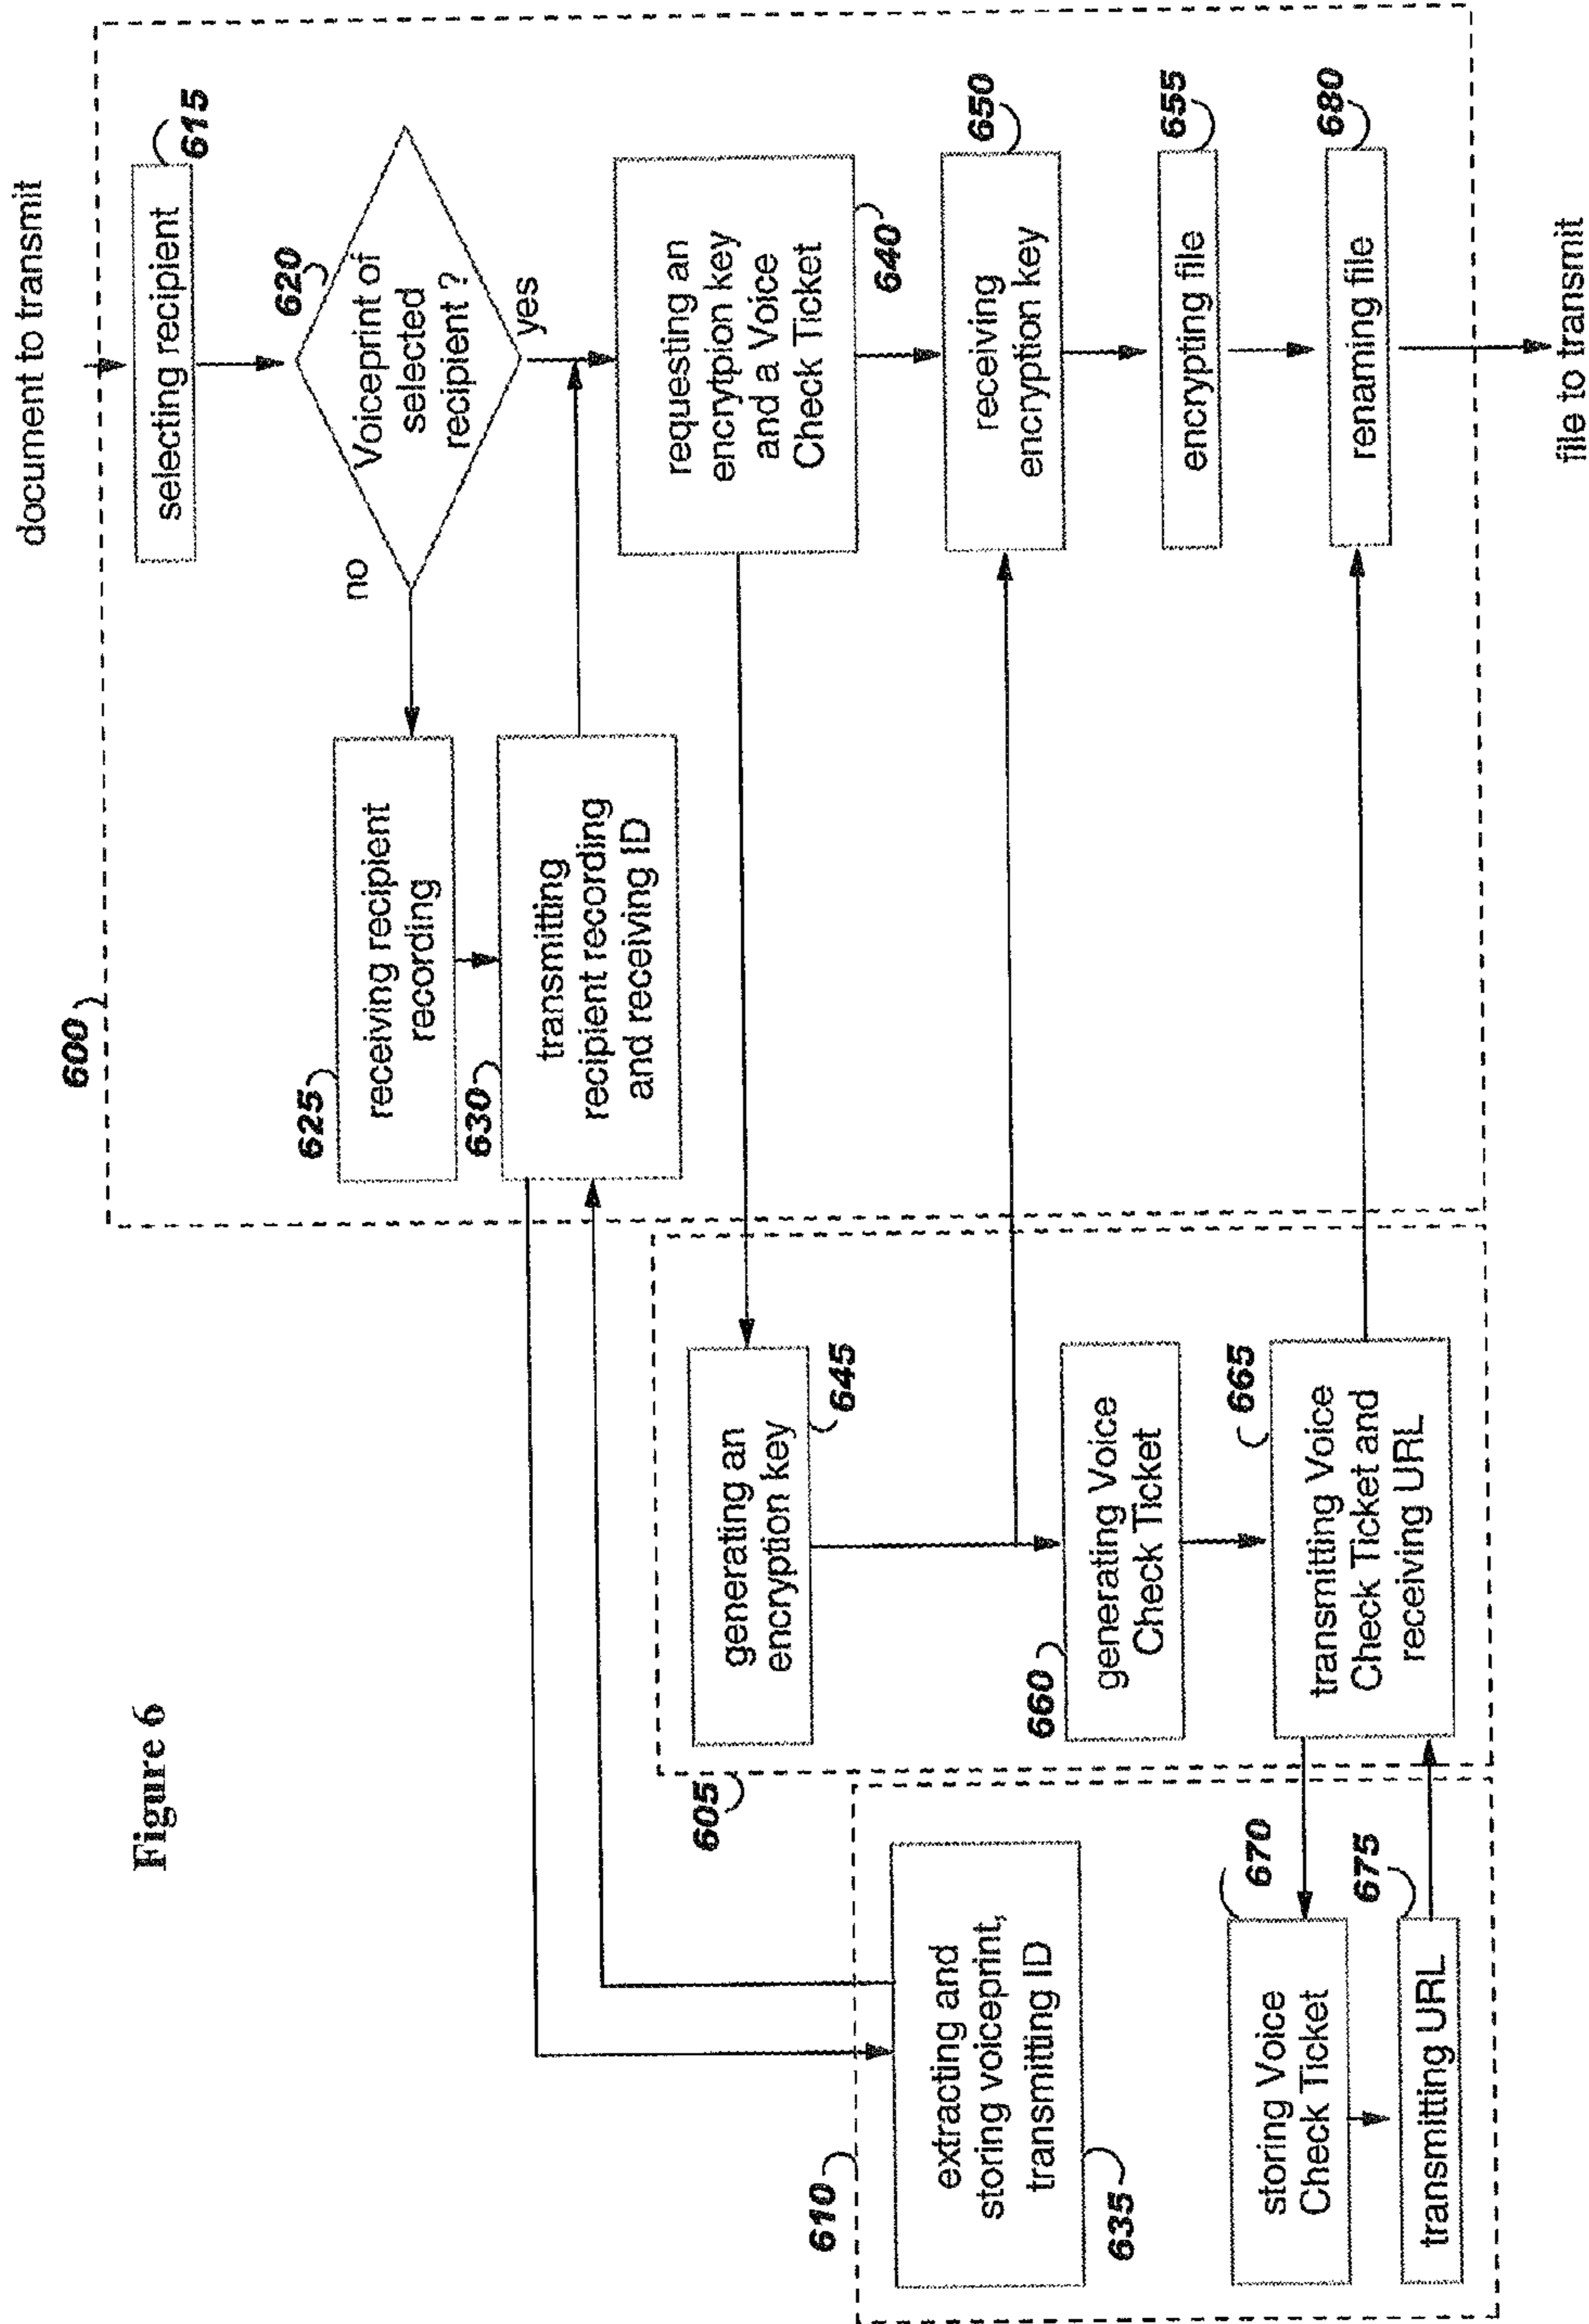 Figure 6
document to transmit
600
selecting recipient
615
620
Voiceprint of
selected
recipient ?
no
yes
625
receiving recipient
recording
630
transmitting
recipient recording
and receiving ID
610
extracting and
storing voiceprint,
transmitting ID
635
requesting an
encrytpion key
and a Voice
Check Ticket
640
605
generating an
encryption key
645
receiving
encryption key
650
encrypting file
655
660
generating Voice
Check Ticket
665
transmitting Voice
Check Ticket and
receiving URL
storing Voice
Check Ticket
670
transmitting URL
675
renaming file
680
file to transmit